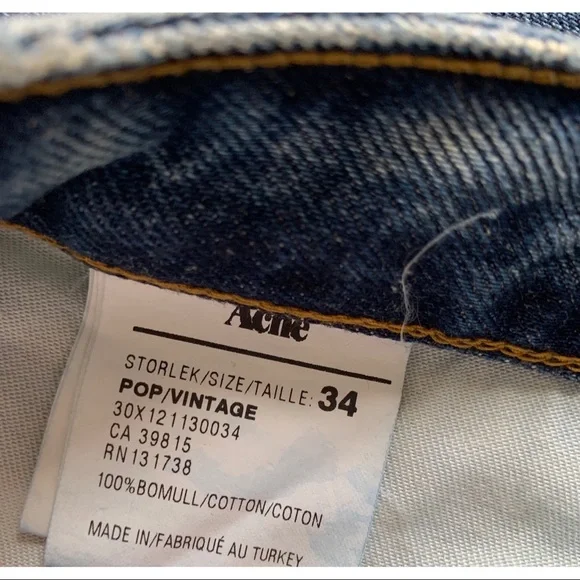 Acne
STORLEK/SIZE/TAILLE: 34
POP/VINTAGE
30X121130034
CA 39815
RN131738
100%BOMULL/COTTON/COTON
MADE IN/FABRIQUÉ AU TURKEY